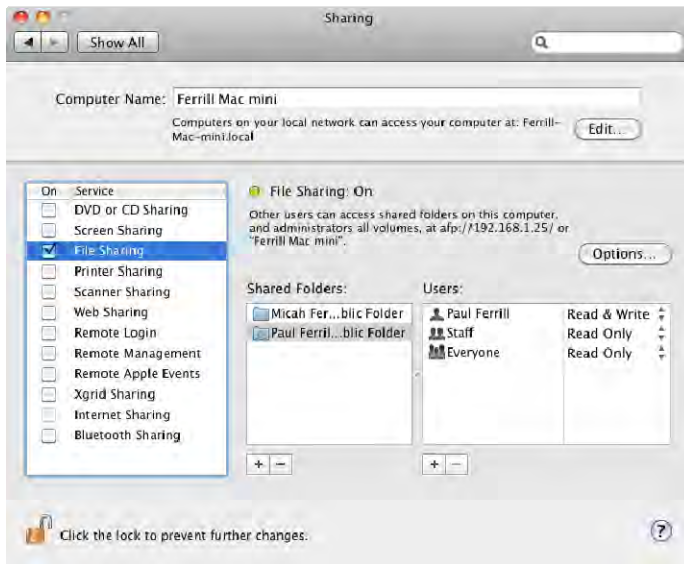 Sharing
Show All
Computer Name: Ferrill Mac mini
Computers on your local network can access your computer at: Ferrill-
Mac-mini.local
Edit...
On Service
DVD or CD Sharing
Screen Sharing
File Sharing
Printer Sharing
Scanner Sharing
Web Sharing
Remote Login
Remote Management
Remote Apple Events
Xgrid Sharing
Internet Sharing
Bluetooth Sharing
File Sharing: On
Other users can access shared folders on this computer,
and administrators all volumes, at afp://192.168.1.25/ or
"Ferrill Mac mini".
Options...
Shared Folders:
Micah Fer...blic Folder
Paul Ferril...blic Folder
+ −
Users:
Paul Ferrill Read & Write
Staff Read Only
Everyone Read Only
+ −
Click the lock to prevent further changes.
?